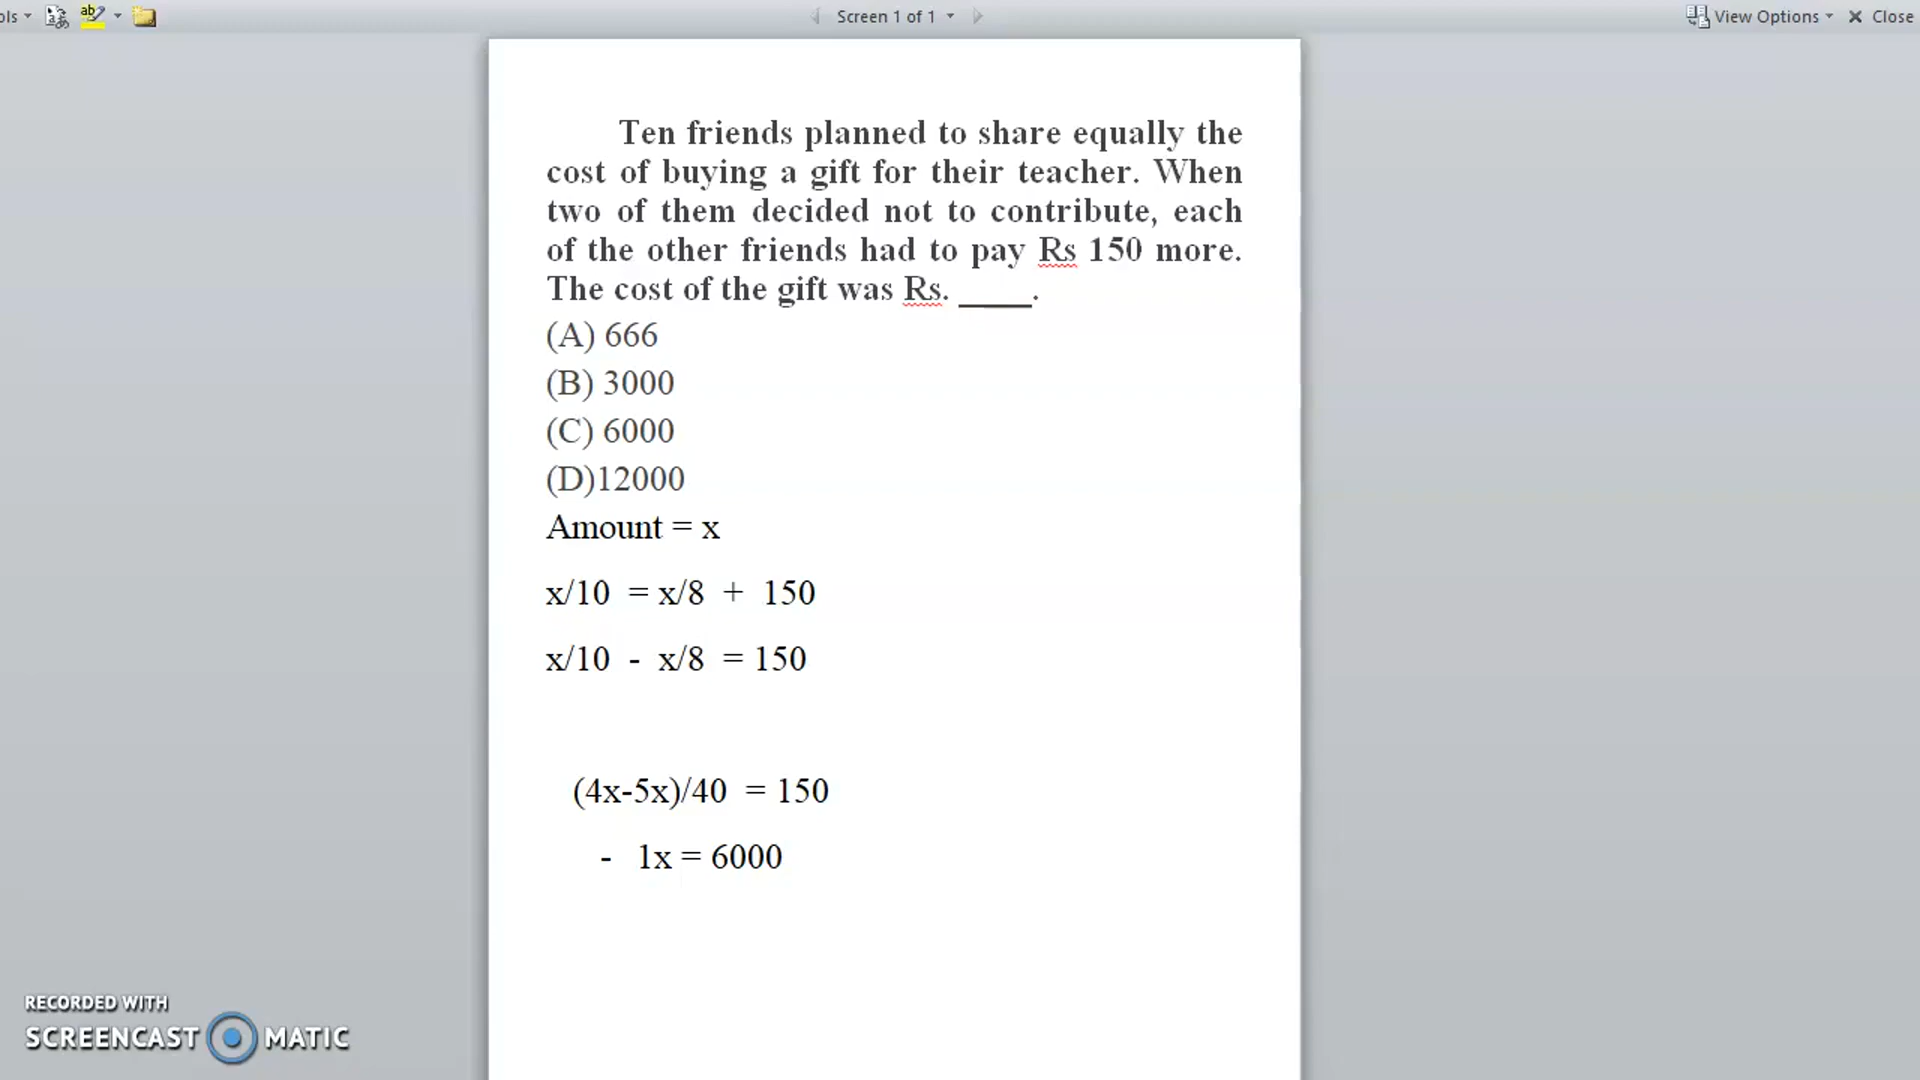 ols
Screen 1 of 1
View Options
Close
Ten friends planned to share equally the
cost of buying a gift for their teacher. When
two of them decided not to contribute, each
of the other friends had to pay Rs 150 more.
The cost of the gift was Rs. ____.
(A) 666
(B) 3000
(C) 6000
(D)12000
Amount = x
x/10 = x/8 + 150
x/10 - x/8 = 150
(4x-5x)/40 = 150
- 1x = 6000
RECORDED WITH
SCREENCAST MATIC